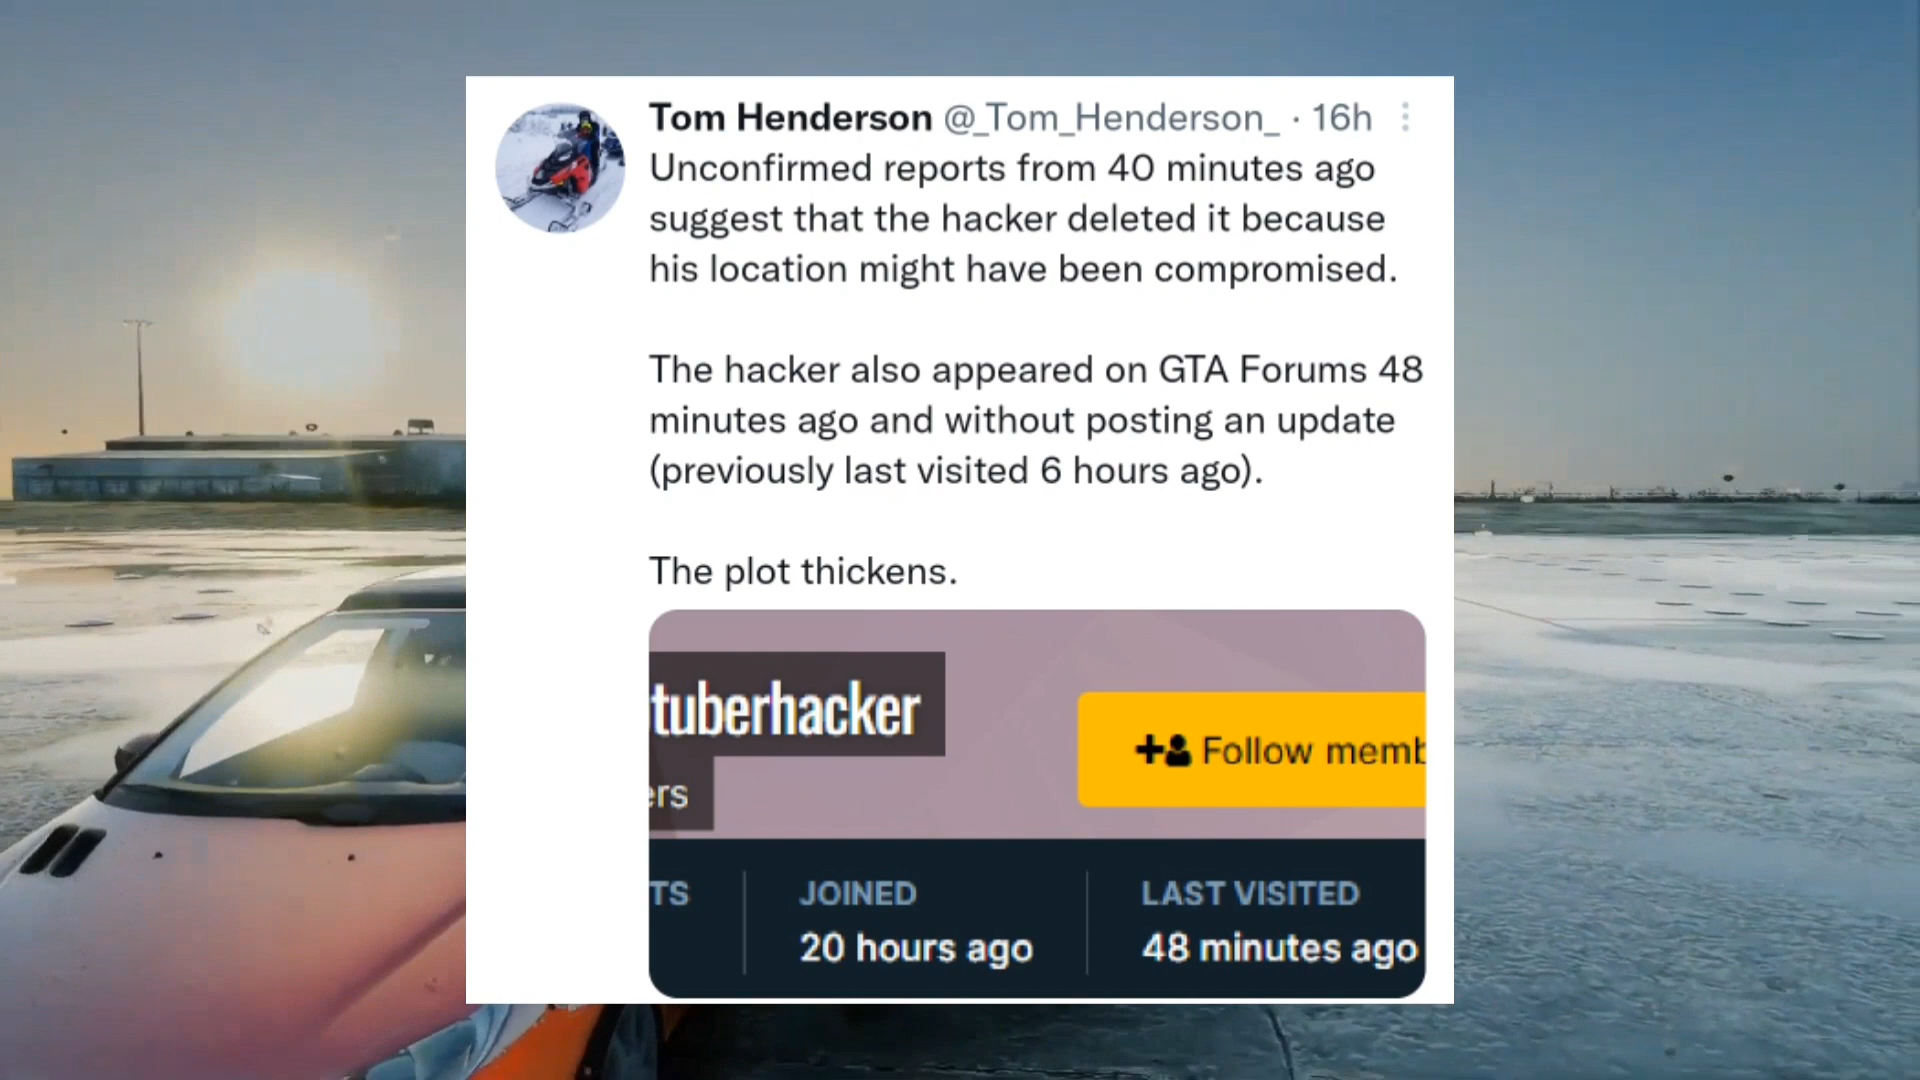 Tom Henderson @_Tom_Henderson_ · 16h
Unconfirmed reports from 40 minutes ago
suggest that the hacker deleted it because
his location might have been compromised.
The hacker also appeared on GTA Forums 48
minutes ago and without posting an update
(previously last visited 6 hours ago).
The plot thickens.
tuberhacker
Follow memb
ers
TS
JOINED
LAST VISITED
20 hours ago
48 minutes ago